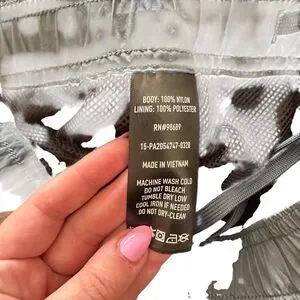 BODY: 100% NYLON
LINING: 100% POLYESTER
RN#98689
15-PA2054747-0328
MADE IN VIETNAM
MACHINE WASH COLD
DO NOT BLEACH
TUMBLE DRY LOW
COOL IRON IF NEEDED
DO NOT DRY-CLEAN